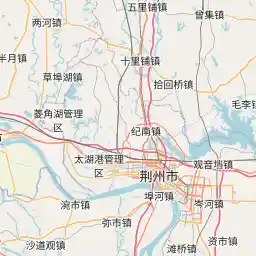 五里铺镇
两河镇
曾集镇
十里铺镇
半月镇
草埠湖镇
拾回桥镇
毛李镇
菱角湖管理
区
纪南镇
太湖港管理
区
观音垱镇
荆州市
岑河镇
埠河镇
涴市镇
弥市镇
沙道观镇
资市镇
滩桥镇